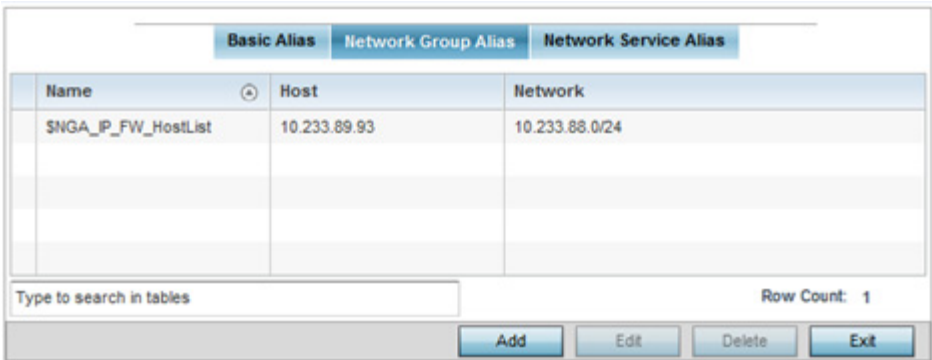 Basic Alias Network Group Alias Network Service Alias
Name Host Network
$NGA_IP_FW_HostList 10.233.89.93 10.233.88.0/24
Type to search in tables Row Count: 1
Add Edit Delete Exit